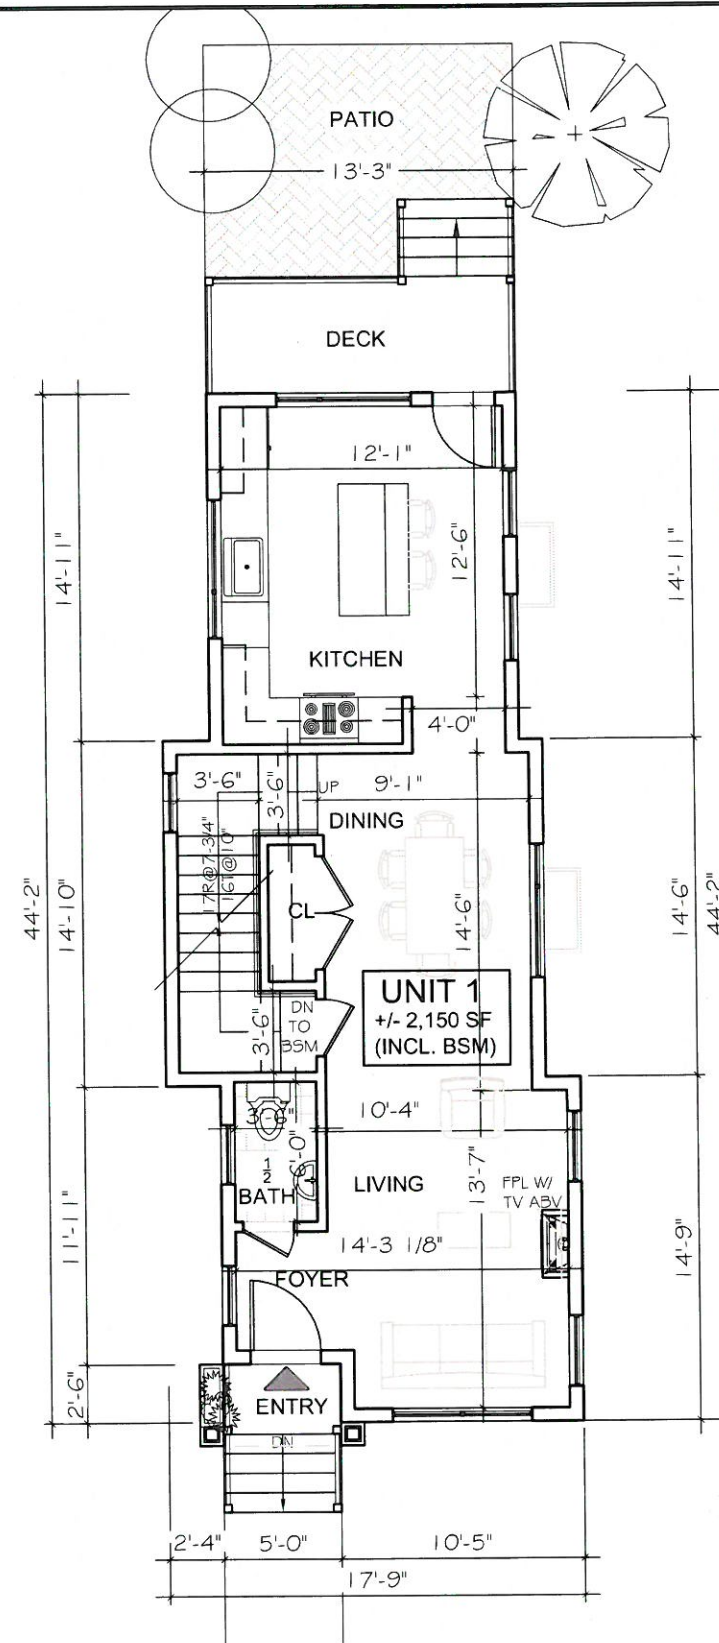 PATIO
13'-3"
DECK
12'-1"
14'-11"
12'-6"
14'-11"
KITCHEN
4'-0"
3'-6"
3'-6"
UP
9'-1"
DINING
17R@7-3/4"
16T@10"
44'-2"
14'-10"
CL
14'-6"
14'-6"
44'-2"
UNIT 1
+/- 2,150 SF
(INCL. BSM)
3'-6"
DN
TO
BSM
10'-4"
6'-0"
1/2
BATH
LIVING
13'-7"
FPL W/
TV ABV
11'-11"
14'-3 1/8"
14'-9"
FOYER
2'-6"
ENTRY
DN
2'-4"
5'-0"
10'-5"
17'-9"